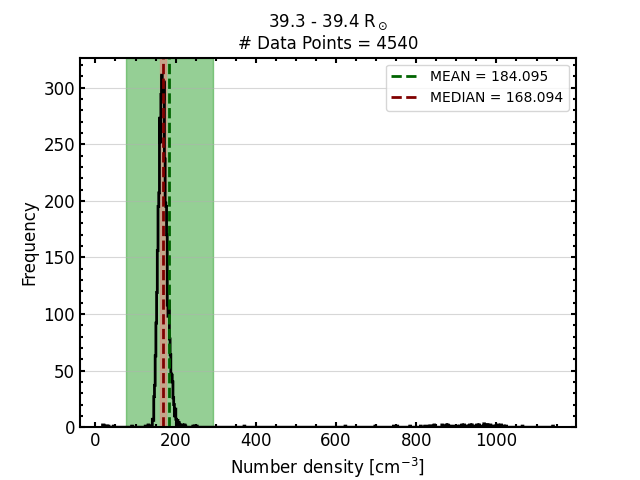 39.3 - 39.4 R☉
# Data Points = 4540
MEAN = 184.095
MEDIAN = 168.094
Frequency
300
250
200
150
100
50
0
0 200 400 600 800 1000
Number density [cm⁻³]